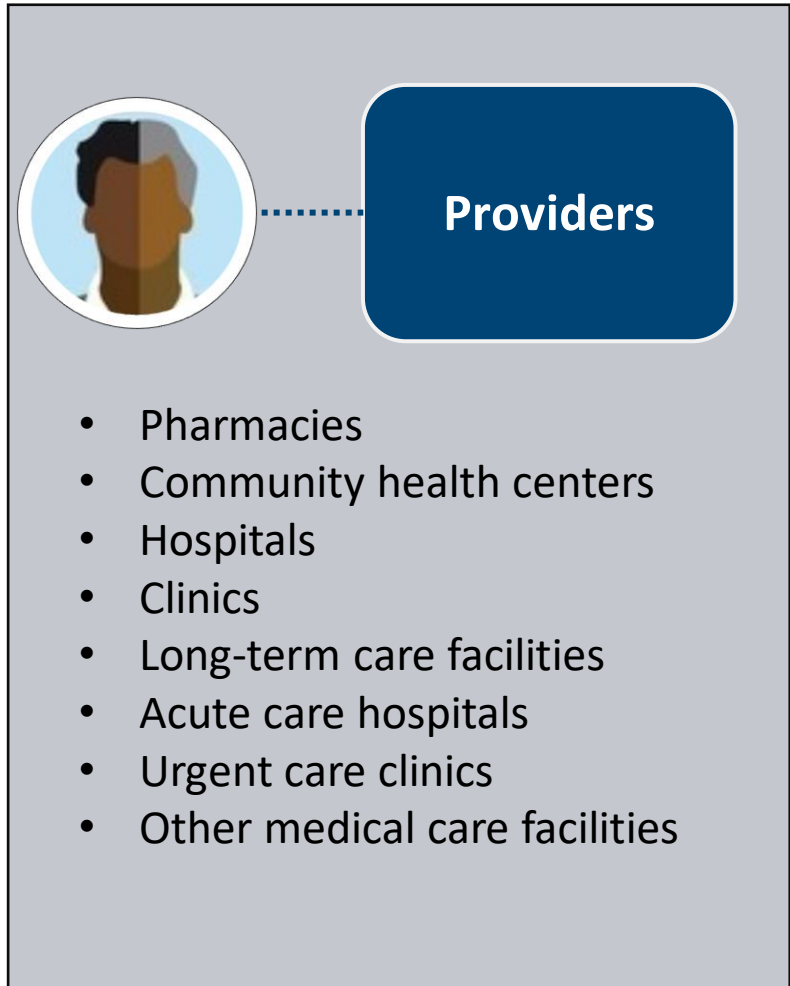 Providers
• Pharmacies
• Community health centers
• Hospitals
• Clinics
• Long-term care facilities
• Acute care hospitals
• Urgent care clinics
• Other medical care facilities